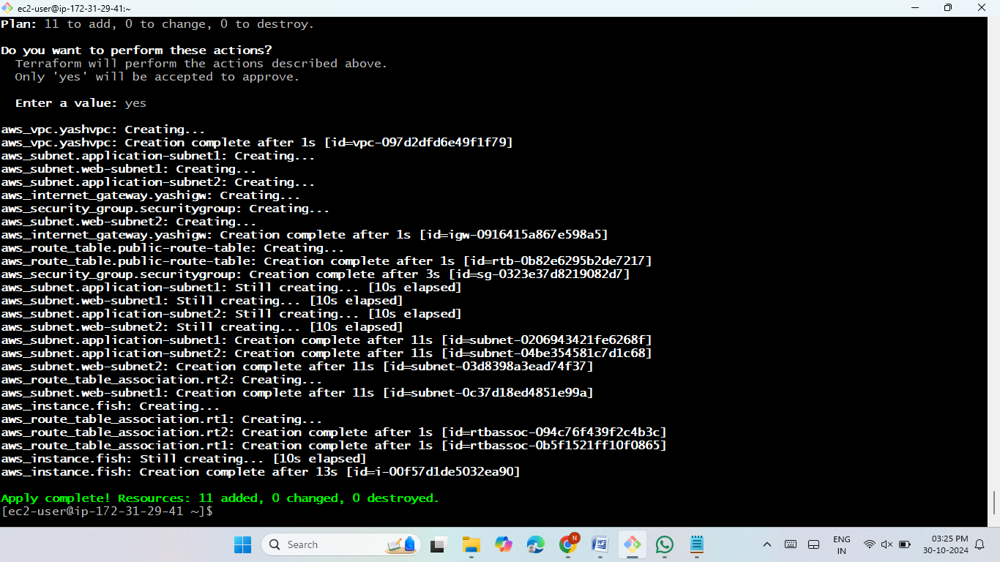 ec2-user@ip-172-31-29-41:~
Plan: 11 to add, 0 to change, 0 to destroy.
Do you want to perform these actions?
Terraform will perform the actions described above.
Only 'yes' will be accepted to approve.
Enter a value: yes
aws_vpc.yashvpc: Creating...
aws_vpc.yashvpc: Creation complete after 1s [id=vpc-097d2dfd6e49f1f79]
aws_subnet.application-subnet1: Creating...
aws_subnet.web-subnet1: Creating...
aws_subnet.application-subnet2: Creating...
aws_internet_gateway.yashigw: Creating...
aws_security_group.securitygroup: Creating...
aws_subnet.web-subnet2: Creating...
aws_internet_gateway.yashigw: Creation complete after 1s [id=igw-0916415a867e598a5]
aws_route_table.public-route-table: Creating...
aws_route_table.public-route-table: Creation complete after 1s [id=rtb-0b82e6295b2de7217]
aws_security_group.securitygroup: Creation complete after 3s [id=sg-0323e37d8219082d7]
aws_subnet.application-subnet1: Still creating... [10s elapsed]
aws_subnet.web-subnet1: Still creating... [10s elapsed]
aws_subnet.application-subnet2: Still creating... [10s elapsed]
aws_subnet.web-subnet2: Still creating... [10s elapsed]
aws_subnet.application-subnet1: Creation complete after 11s [id=subnet-0206943421fe6268f]
aws_subnet.application-subnet2: Creation complete after 11s [id=subnet-04be354581c7d1c68]
aws_subnet.web-subnet2: Creation complete after 11s [id=subnet-03d8398a3ead74f37]
aws_route_table_association.rt2: Creating...
aws_subnet.web-subnet1: Creation complete after 11s [id=subnet-0c37d18ed4851e99a]
aws_instance.fish: Creating...
aws_route_table_association.rt1: Creating...
aws_route_table_association.rt2: Creation complete after 1s [id=rtbassoc-094c76f439f2c4b3c]
aws_route_table_association.rt1: Creation complete after 1s [id=rtbassoc-0b5f1521ff10f0865]
aws_instance.fish: Still creating... [10s elapsed]
aws_instance.fish: Creation complete after 13s [id=i-00f57d1de5032ea90]
Apply complete! Resources: 11 added, 0 changed, 0 destroyed.
[ec2-user@ip-172-31-29-41 ~]$
Search
N
ENG
IN
03:25 PM
30-10-2024